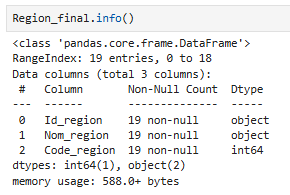 Region_final.info()
<class 'pandas.core.frame.DataFrame'>
RangeIndex: 19 entries, 0 to 18
Data columns (total 3 columns):
 #   Column       Non-Null Count  Dtype
---  ------       --------------  -----
 0   Id_region    19 non-null     object
 1   Nom_region   19 non-null     object
 2   Code_region  19 non-null     int64
dtypes: int64(1), object(2)
memory usage: 588.0+ bytes